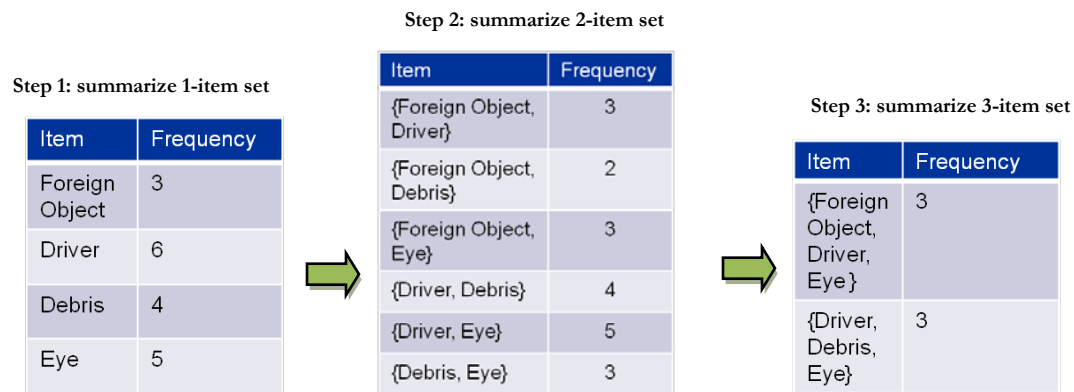 Step 2: summarize 2-item set
Step 1: summarize 1-item set
Step 3: summarize 3-item set
Item Frequency
Foreign
Object
3
Driver 6
Debris 4
Eye 5
Item Frequency
{Foreign Object,
Driver}
3
{Foreign Object,
Debris}
2
{Foreign Object,
Eye}
3
{Driver, Debris} 4
{Driver, Eye} 5
{Debris, Eye} 3
Item Frequency
{Foreign
Object,
Driver,
Eye }
3
{Driver,
Debris,
Eye}
3